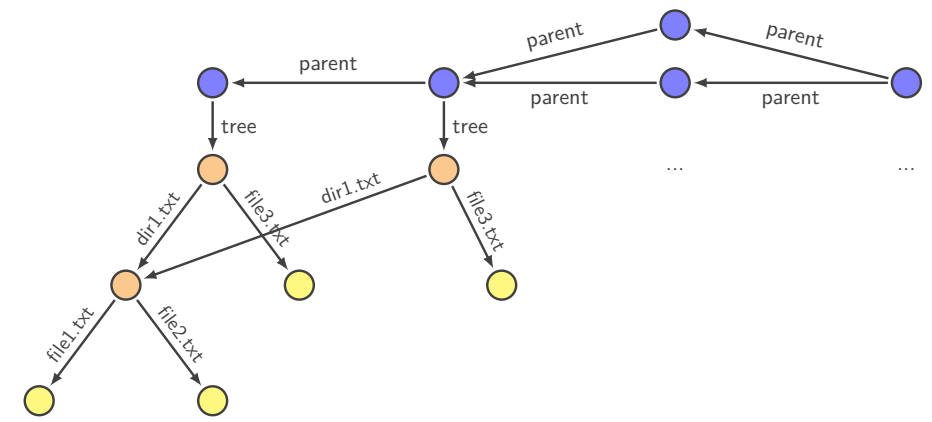 parent
parent
parent
parent
parent
tree
tree
...
...
dir1.txt
file3.txt
dir1.txt
file3.txt
file1.txt
file2.txt